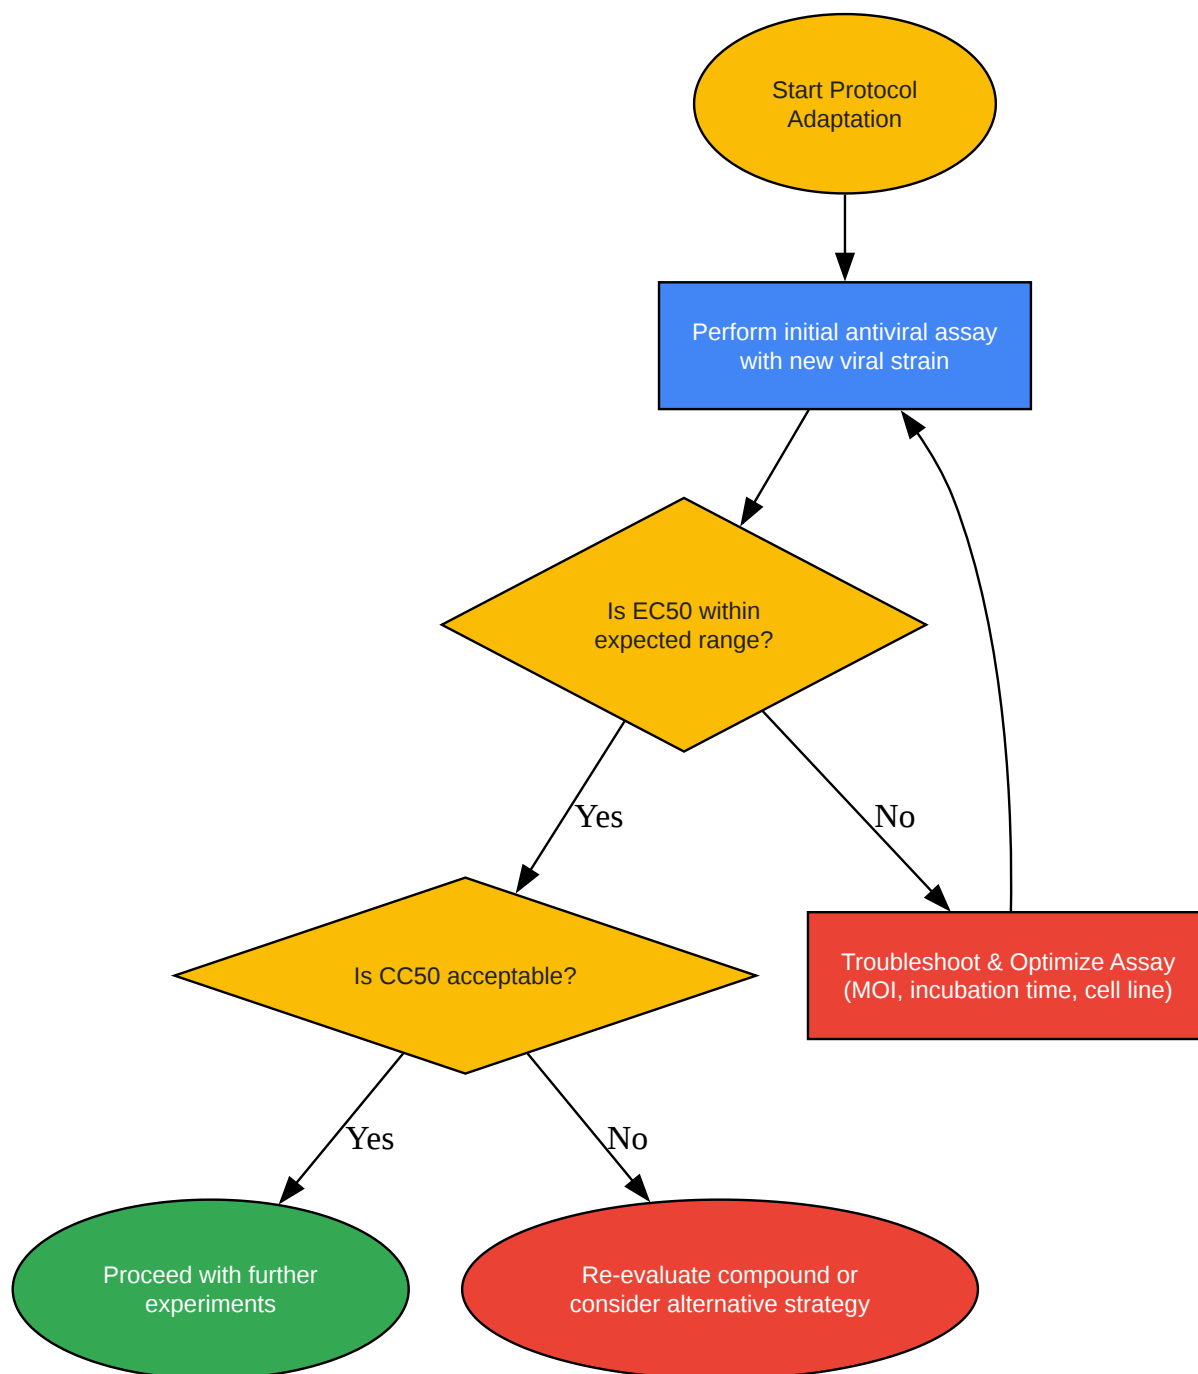 Start Protocol
Adaptation
Perform initial antiviral assay
with new viral strain
Is EC50 within
expected range?
Yes
No
Is CC50 acceptable?
Troubleshoot & Optimize Assay
(MOI, incubation time, cell line)
Yes
No
Proceed with further
experiments
Re-evaluate compound or
consider alternative strategy